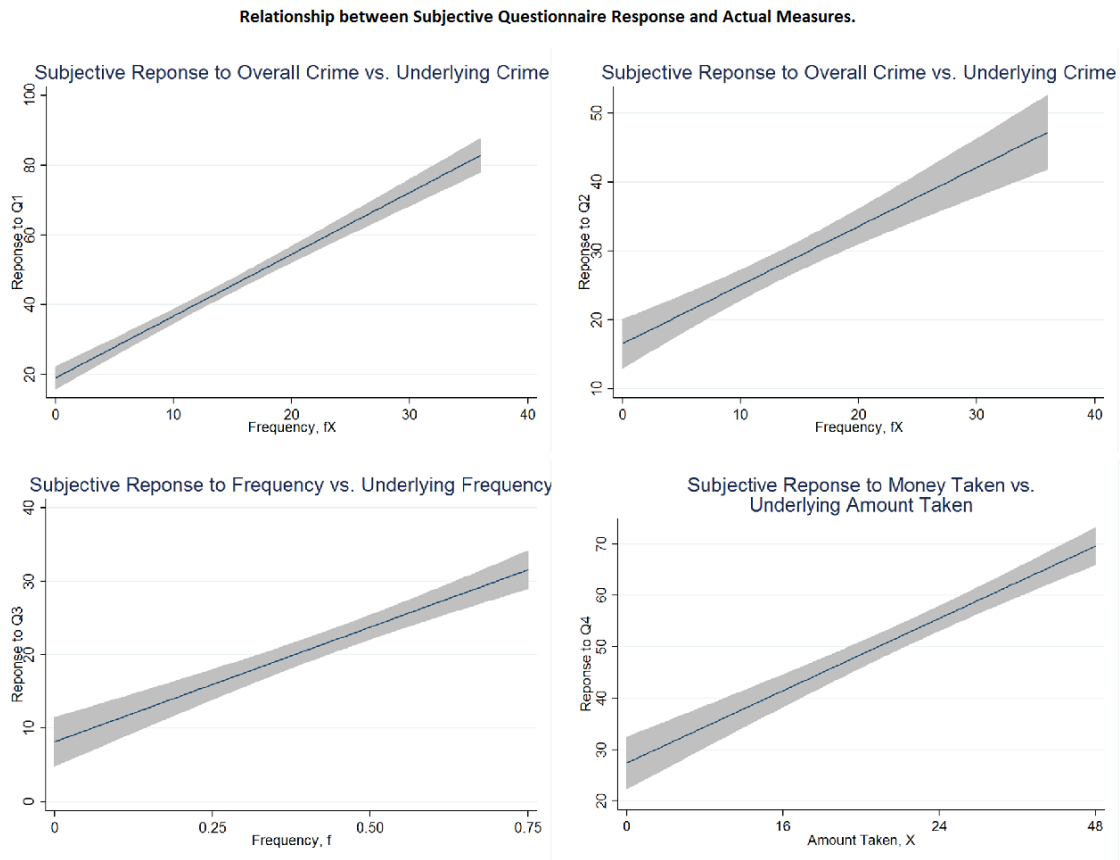 Relationship between Subjective Questionnaire Response and Actual Measures.
Subjective Reponse to Overall Crime vs. Underlying Crime
100
80
60
40
20
Reponse to Q1
0 10 20 30 40
Frequency, fX
Subjective Reponse to Overall Crime vs. Underlying Crime
50
40
30
20
10
Reponse to Q2
0 10 20 30 40
Frequency, fX
Subjective Reponse to Frequency vs. Underlying Frequency
40
30
20
10
0
Reponse to Q3
0 0.25 0.50 0.75
Frequency, f
Subjective Reponse to Money Taken vs.
Underlying Amount Taken
70
60
50
40
30
20
Reponse to Q4
0 16 24 48
Amount Taken, X